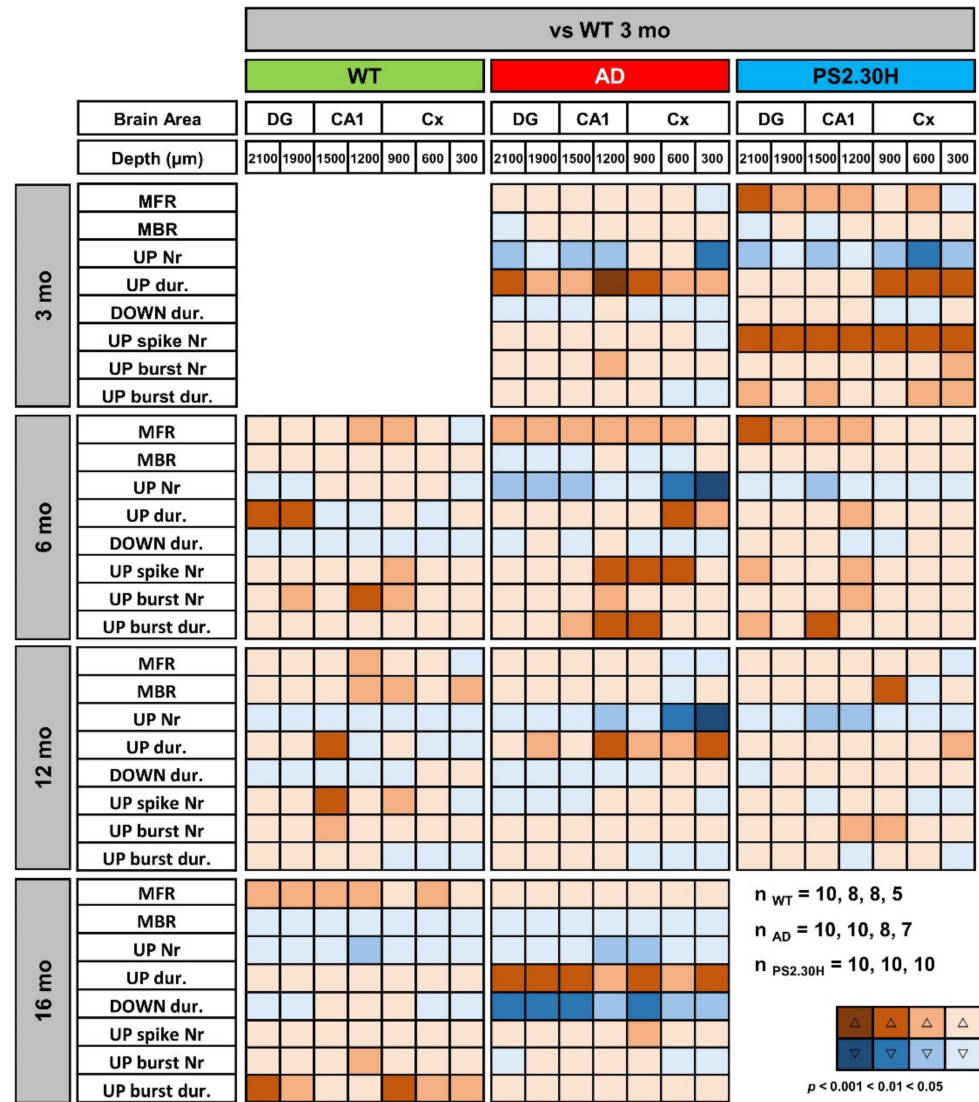 vs WT 3 mo
WT AD PS2.30H
Brain Area DG CA1 Cx DG CA1 Cx DG CA1 Cx
Depth (µm) 2100 1900 1500 1200 900 600 300 2100 1900 1500 1200 900 600 300 2100 1900 1500 1200 900 600 300
3 mo
MFR
MBR
UP Nr
UP dur.
DOWN dur.
UP spike Nr
UP burst Nr
UP burst dur.
6 mo
MFR
MBR
UP Nr
UP dur.
DOWN dur.
UP spike Nr
UP burst Nr
UP burst dur.
12 mo
MFR
MBR
UP Nr
UP dur.
DOWN dur.
UP spike Nr
UP burst Nr
UP burst dur.
16 mo
MFR
MBR
UP Nr
UP dur.
DOWN dur.
UP spike Nr
UP burst Nr
UP burst dur.
n WT = 10, 8, 8, 5
n AD = 10, 10, 8, 7
n PS2.30H = 10, 10, 10
△ △ △ △
▽ ▽ ▽ ▽
p < 0.001 < 0.01 < 0.05